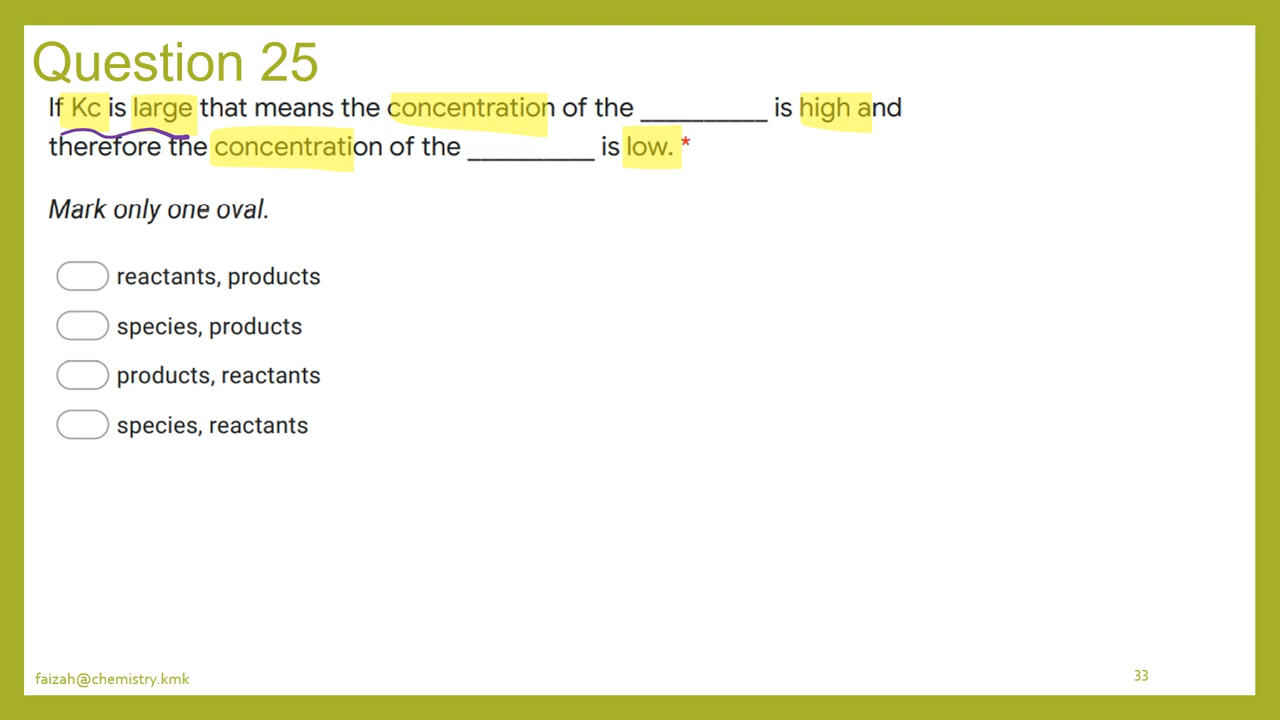 Question 25
If Kc is large that means the concentration of the __________ is high and
therefore the concentration of the __________ is low. *
Mark only one oval.
reactants, products
species, products
products, reactants
species, reactants
faizah@chemistry.kmk
33